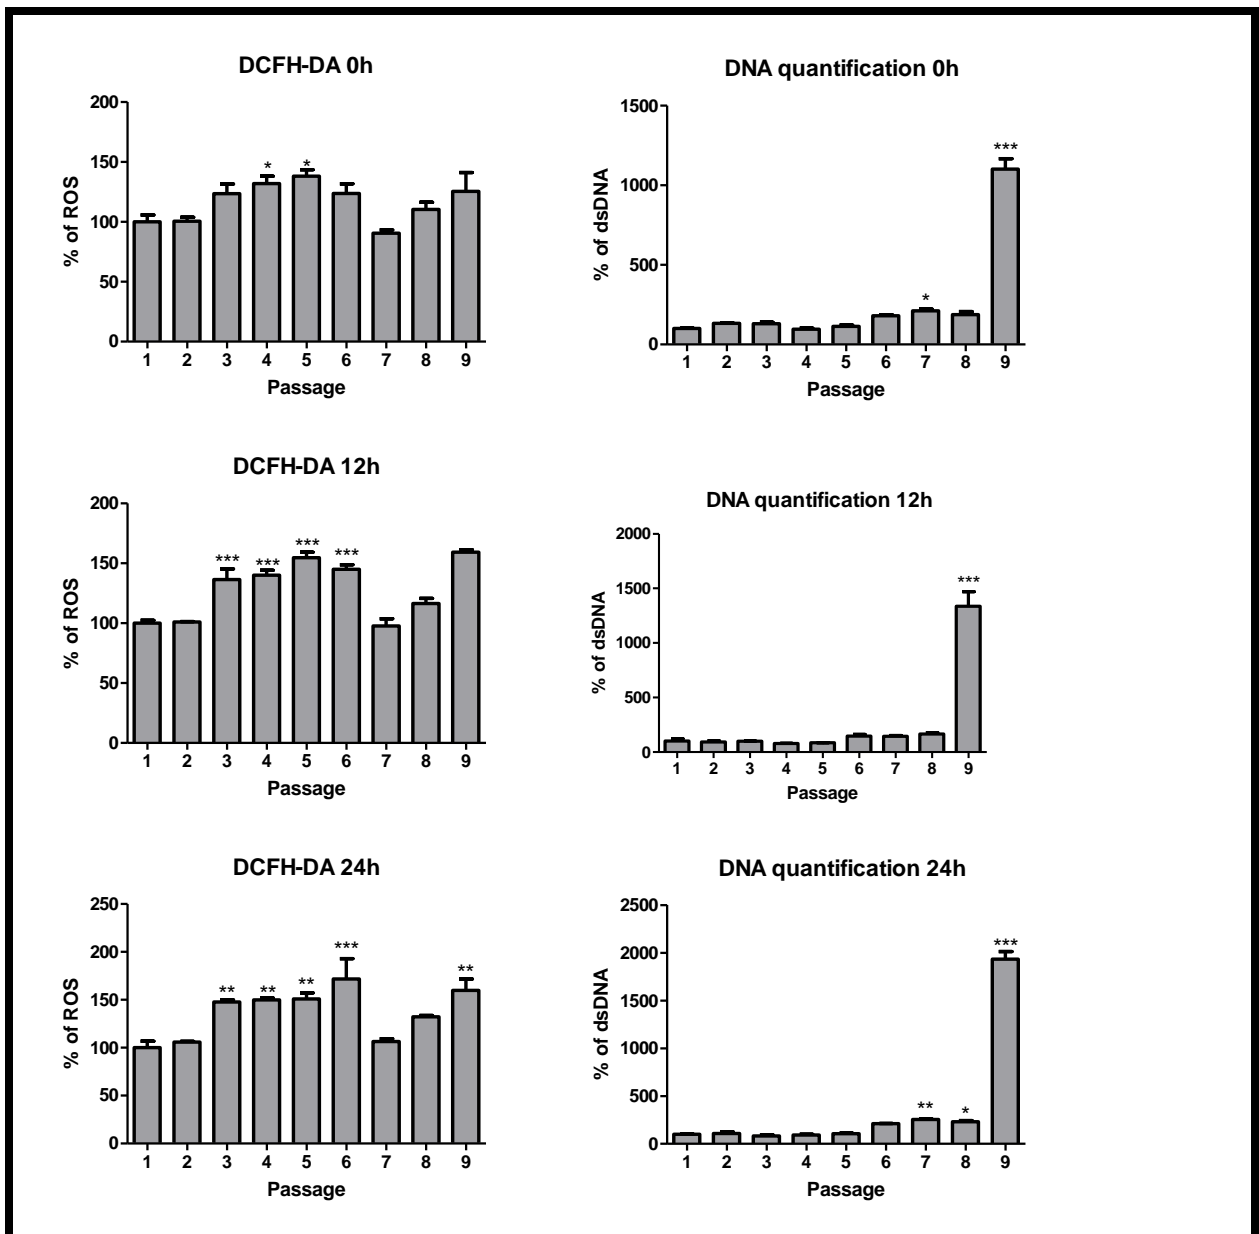 DCFH-DA 0h
200
150
100
50
0
% of ROS
* *
1 2 3 4 5 6 7 8 9
Passage
DNA quantification 0h
1500
1000
500
0
% of dsDNA
* ***
1 2 3 4 5 6 7 8 9
Passage
DCFH-DA 12h
200
150
100
50
0
% of ROS
*** *** *** ***
1 2 3 4 5 6 7 8 9
Passage
DNA quantification 12h
2000
1500
1000
500
0
% of dsDNA
***
1 2 3 4 5 6 7 8 9
Passage
DCFH-DA 24h
250
200
150
100
50
0
% of ROS
** ** ** *** **
1 2 3 4 5 6 7 8 9
Passage
DNA quantification 24h
2500
2000
1500
1000
500
0
% of dsDNA
** * ***
1 2 3 4 5 6 7 8 9
Passage